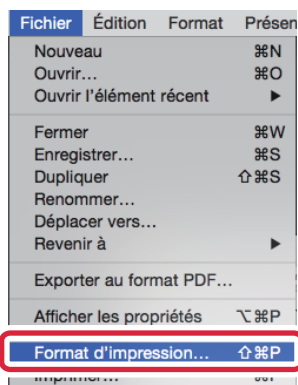 Fichier Édition Format Présen
Nouveau ⌘N
Ouvrir... ⌘O
Ouvrir l'élément récent ▶
Fermer ⌘W
Enregistrer... ⌘S
Dupliquer ⇧⌘S
Renommer...
Déplacer vers...
Revenir à ▶
Exporter au format PDF...
Afficher les propriétés ⌥⌘P
Format d'impression... ⇧⌘P
Imprimer... ⌘P